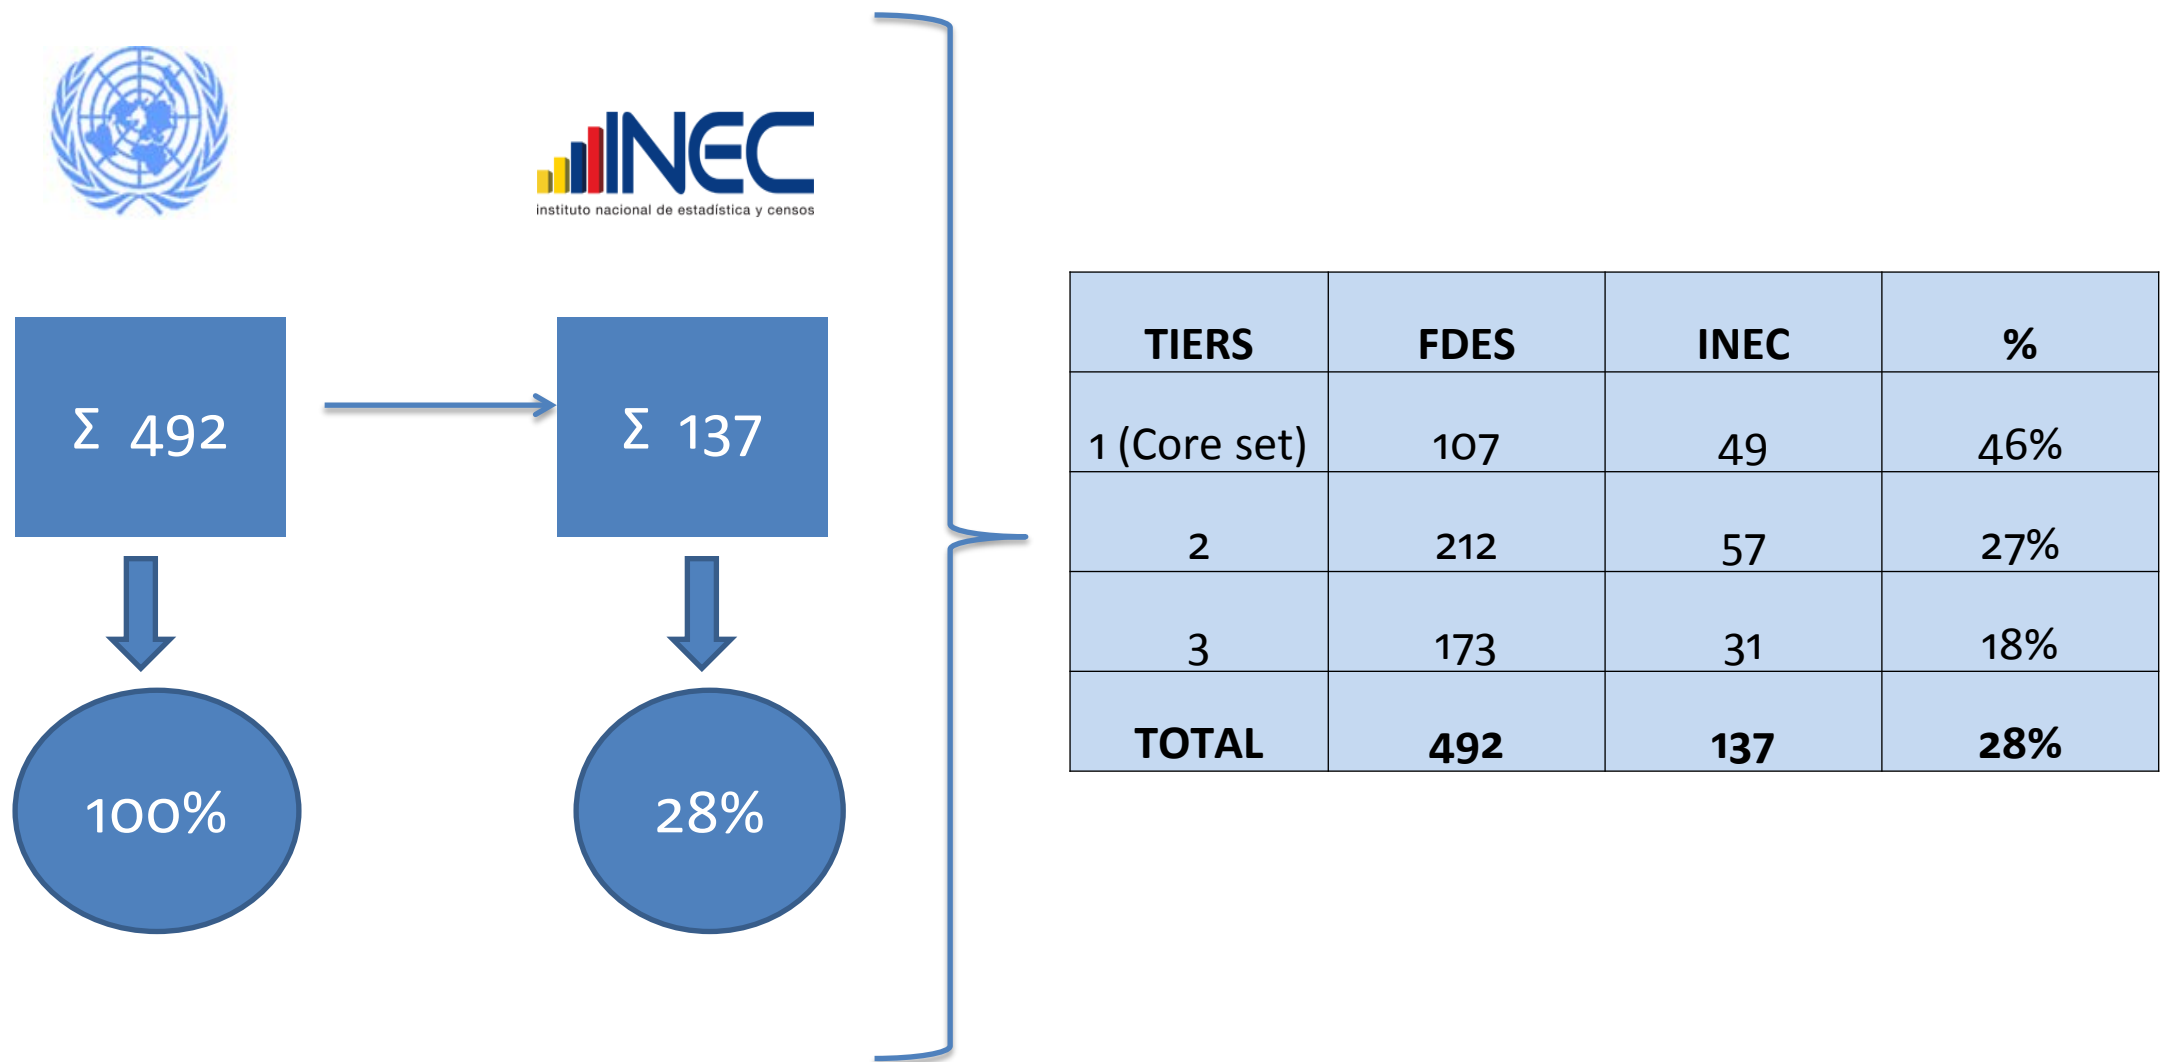 INEC
instituto nacional de estadística y censos
Σ 492
Σ 137
100%
28%
TIERS FDES INEC %
1 (Core set) 107 49 46%
2 212 57 27%
3 173 31 18%
TOTAL 492 137 28%